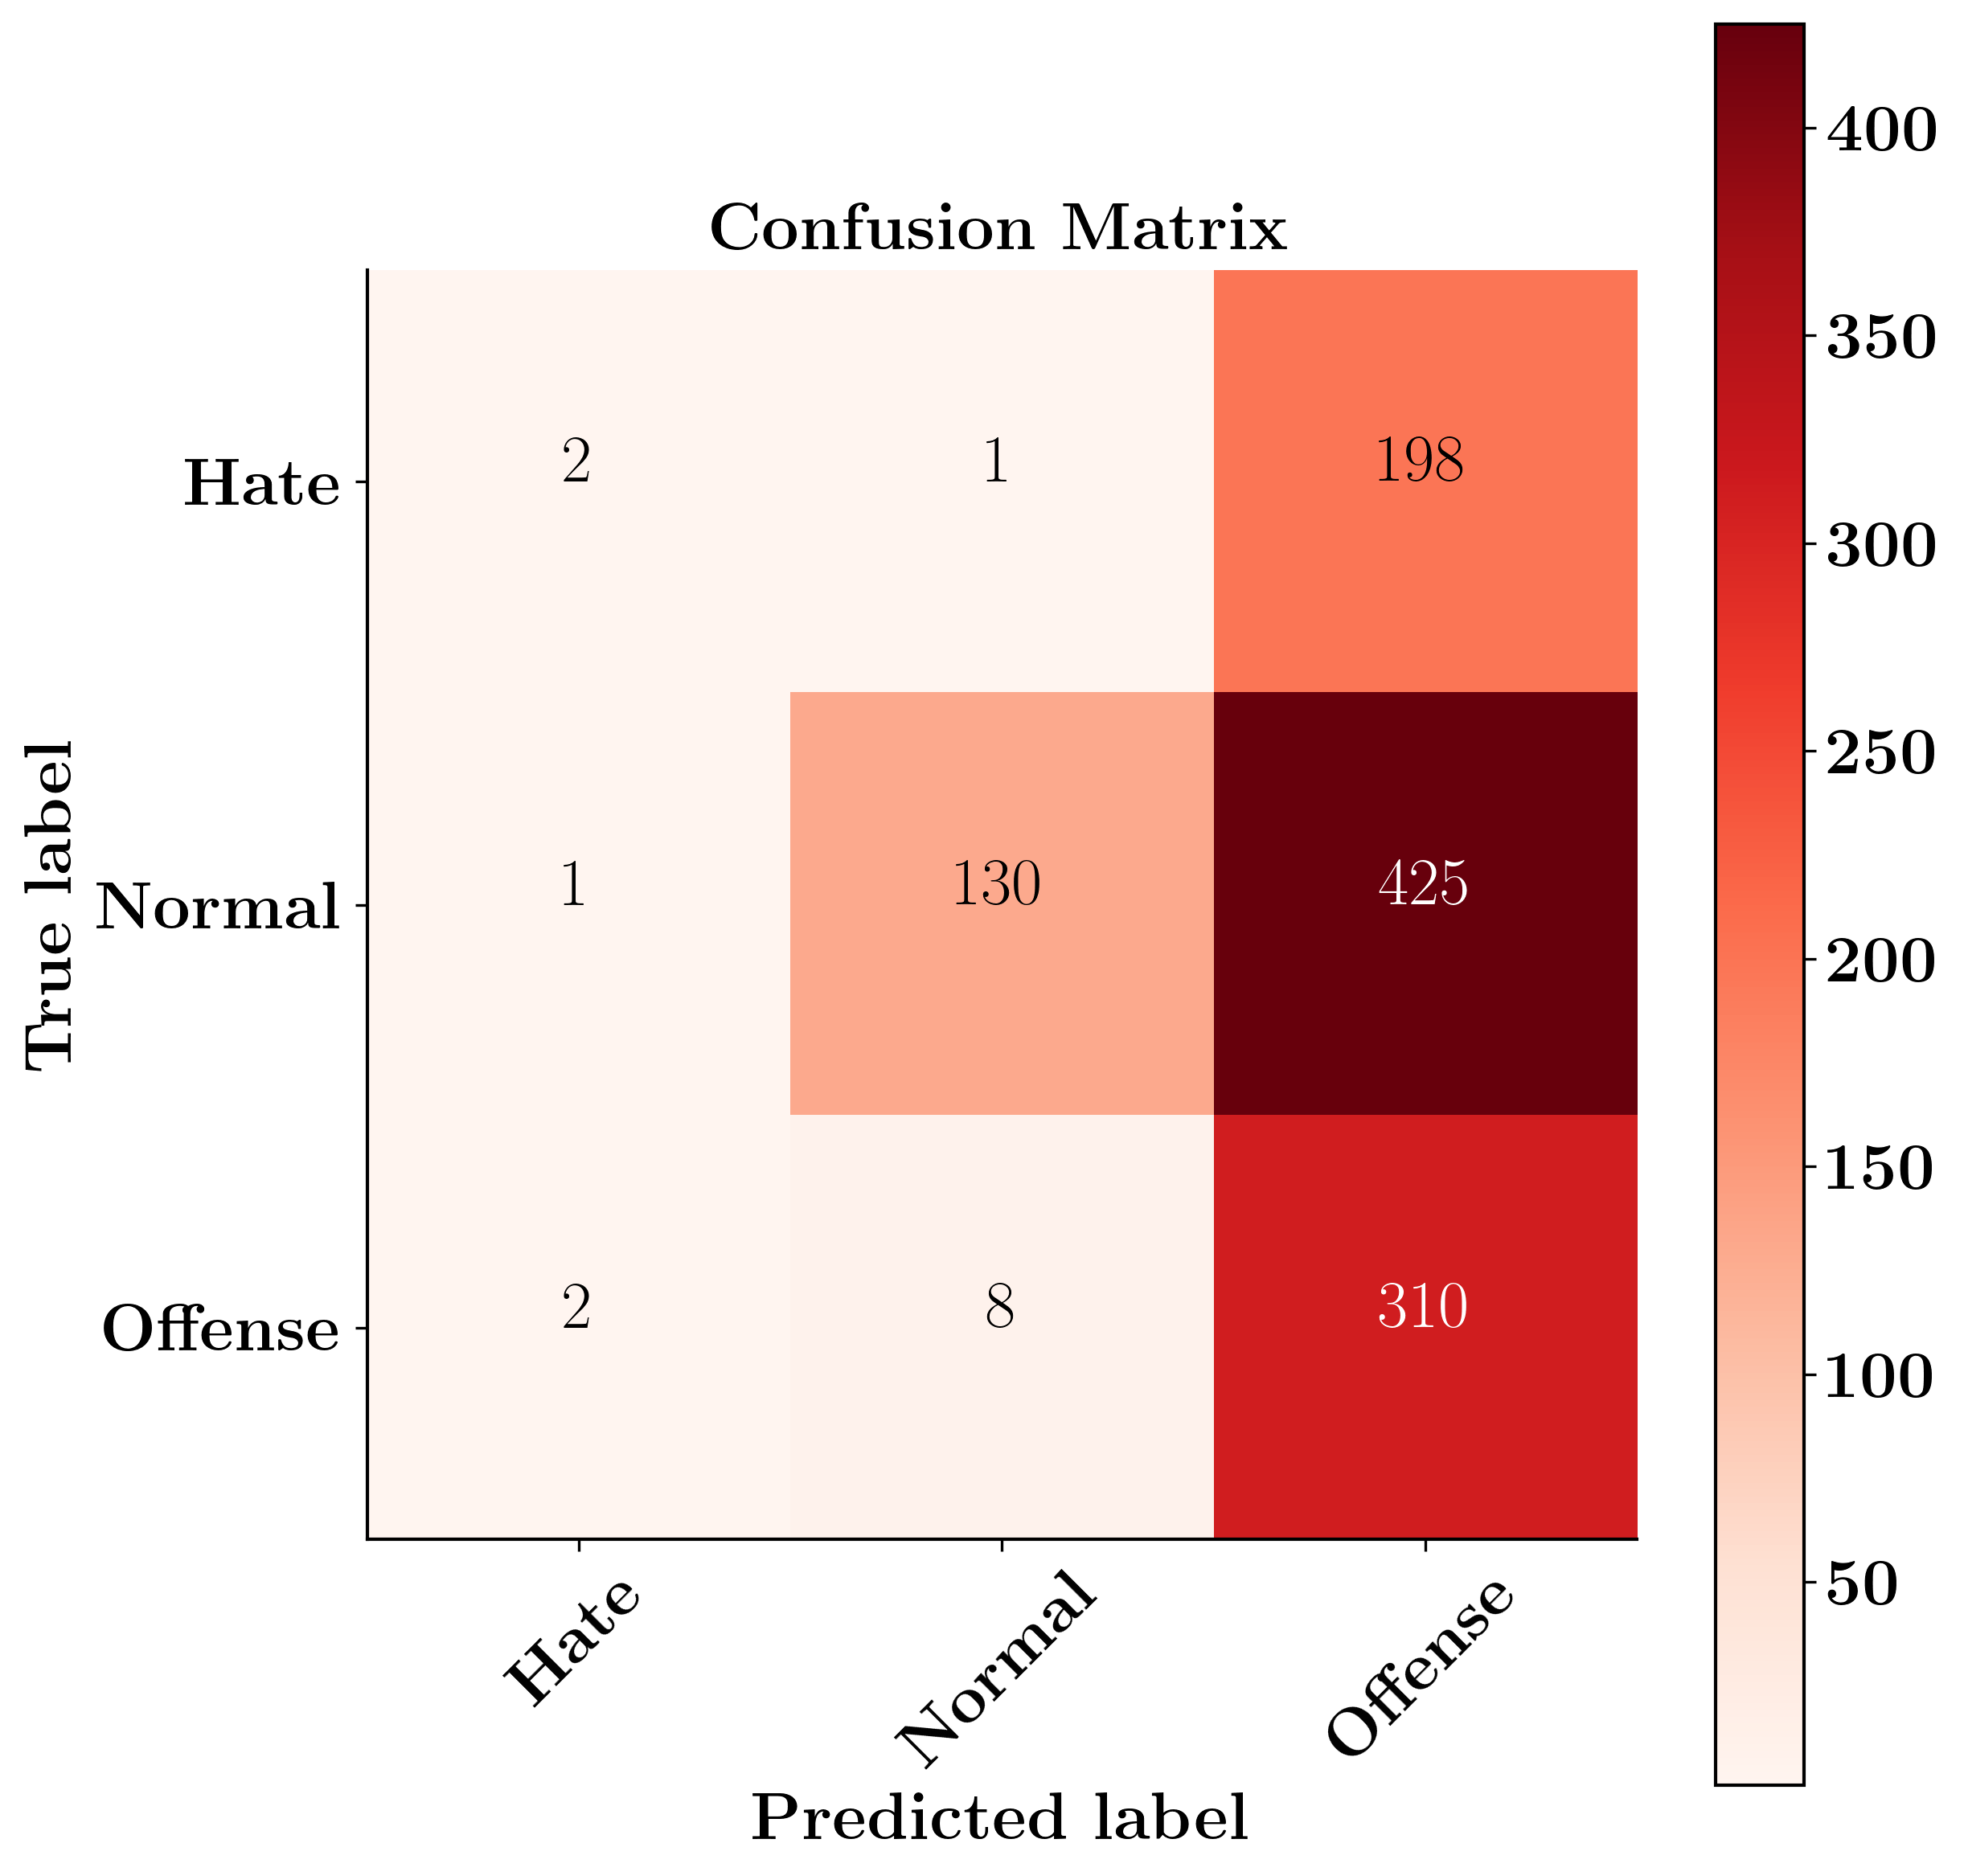 Confusion Matrix
True label
Hate 2 1 198
Normal 1 130 425
Offense 2 8 310
Hate Normal Offense
Predicted label
400
350
300
250
200
150
100
50